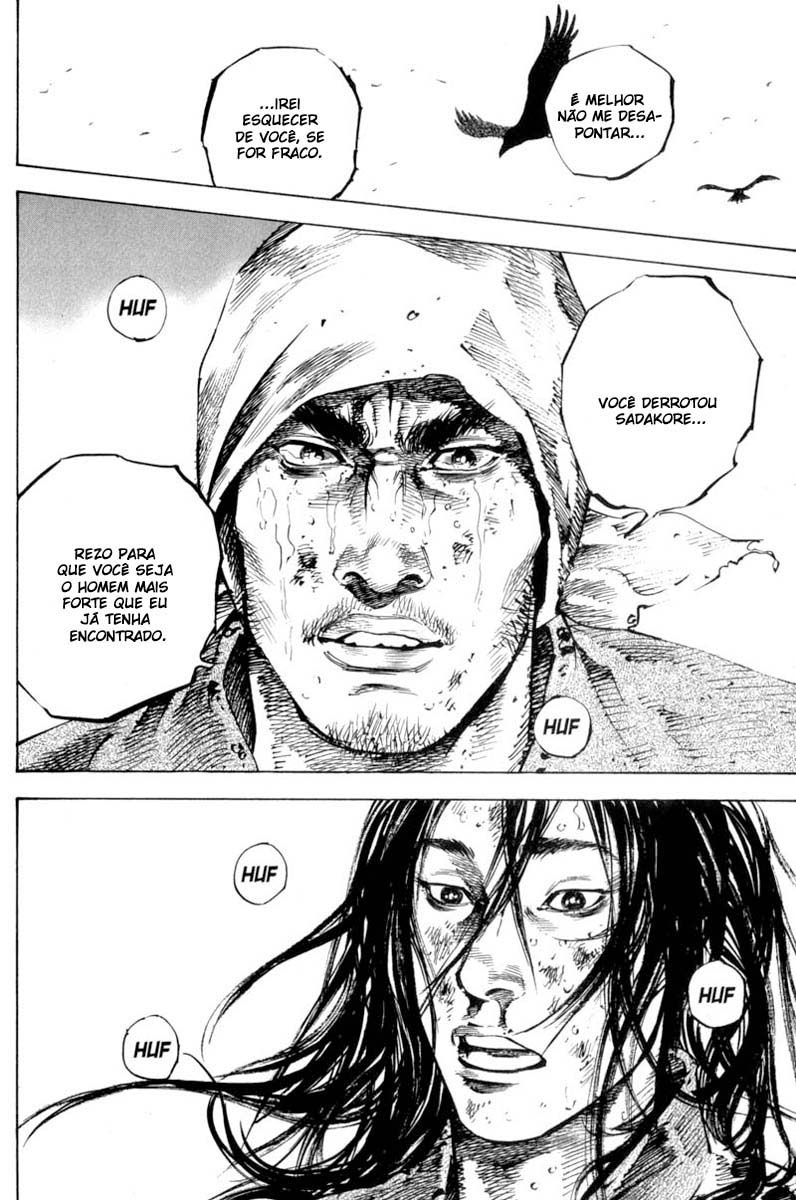 É MELHOR
NÃO ME DESA-
PONTAR...
...IREI
ESQUECER
DE VOCÊ, SE
FOR FRACO.
HUF
VOCÊ DERROTOU
SADAKORE...
REZO PARA
QUE VOCÊ SEJA
O HOMEM MAIS
FORTE QUE EU
JÁ TENHA
ENCONTRADO.
HUF
HUF
HUF
HUF